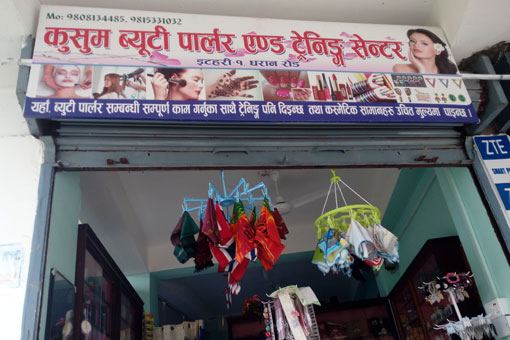 Mo: 9808134485, 9815331032
कुसुम ब्यूटी पार्लर एण्ड ट्रेनिङ्ग सेन्टर
इटहरी-१, धरान रोड
यहाँ, ब्यूटी पार्लर सम्बन्धी सम्पूर्ण काम गर्नुका साथै ट्रेनिङ्ग पनि दिइन्छ तथा कस्मेटिक सामानहरु उचित मूल्यमा पाइन्छ ।
ZTE
SMART